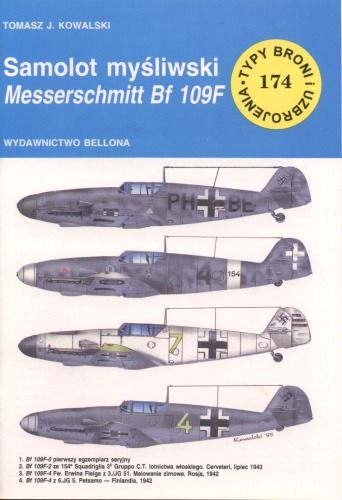 TOMASZ J. KOWALSKI
Samolot myśliwski
Messerschmitt Bf 109F
TYPY BRONI i UZBROJENIA
174
WYDAWNICTWO BELLONA
PH BE
4 154
7
4
Kowalski '95
1. Bf 109F-0 pierwszy egzemplarz seryjny
2. Bf 109F-2 ze 154ª Squadriglia 3º Gruppo C.T. lotnictwa włoskiego. Cerveteri, lipiec 1943
3. Bf 109F-4 Fw. Erwina Fleiga z 3./JG 51. Malowanie zimowe. Rosja, 1942
4. Bf 109F-4 z 6.JG 5. Petsamo — Finlandia, 1942